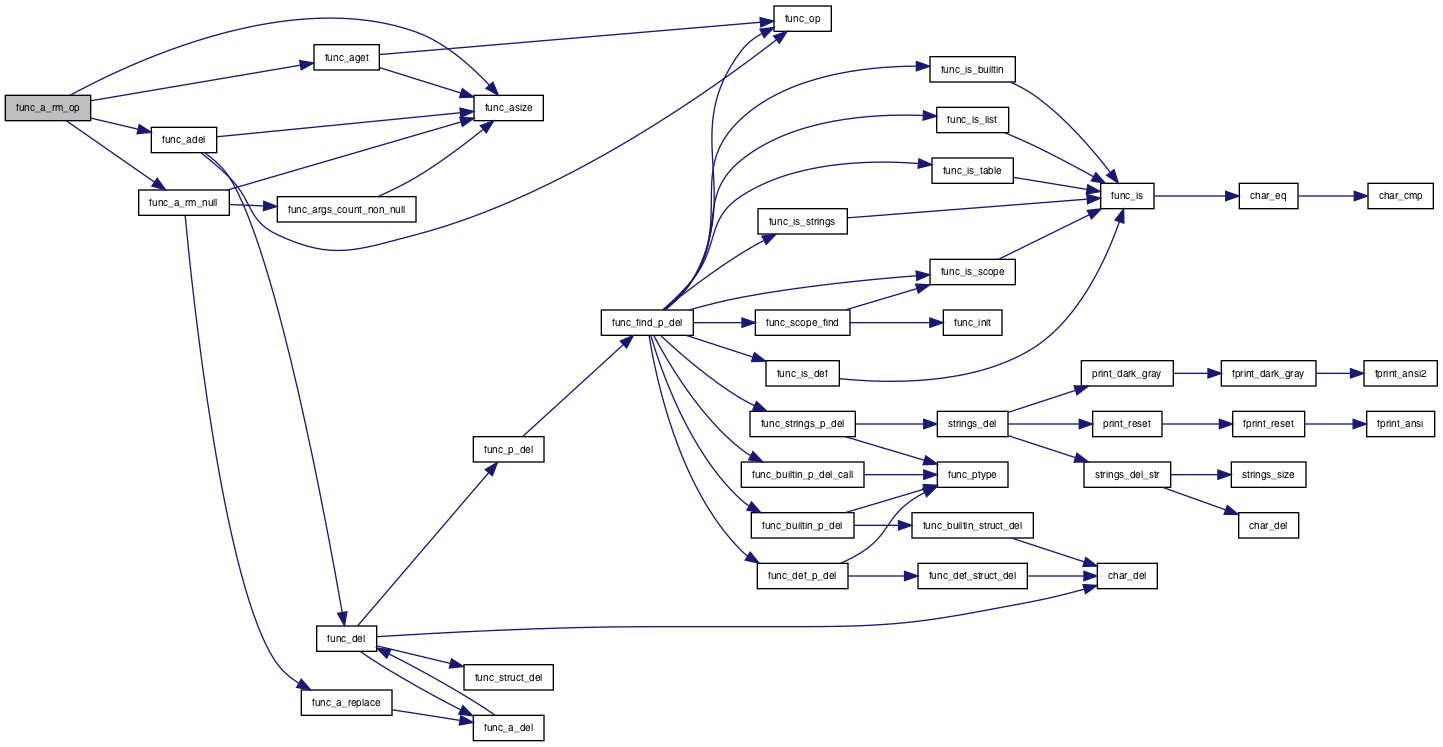 func_a_rm_op
func_aget
func_adel
func_a_rm_null
func_args_count_non_null
func_asize
func_op
func_find_p_del
func_p_del
func_del
func_a_replace
func_struct_del
func_a_del
func_is_builtin
func_is_list
func_is_table
func_is_strings
func_is_scope
func_scope_find
func_init
func_is_def
func_strings_p_del
func_builtin_p_del_call
func_builtin_p_del
func_def_p_del
strings_del
func_ptype
func_builtin_struct_del
func_def_struct_del
func_is
char_eq
char_cmp
print_dark_gray
fprint_dark_gray
fprint_ansi2
print_reset
fprint_reset
fprint_ansi
strings_del_str
strings_size
char_del
char_del